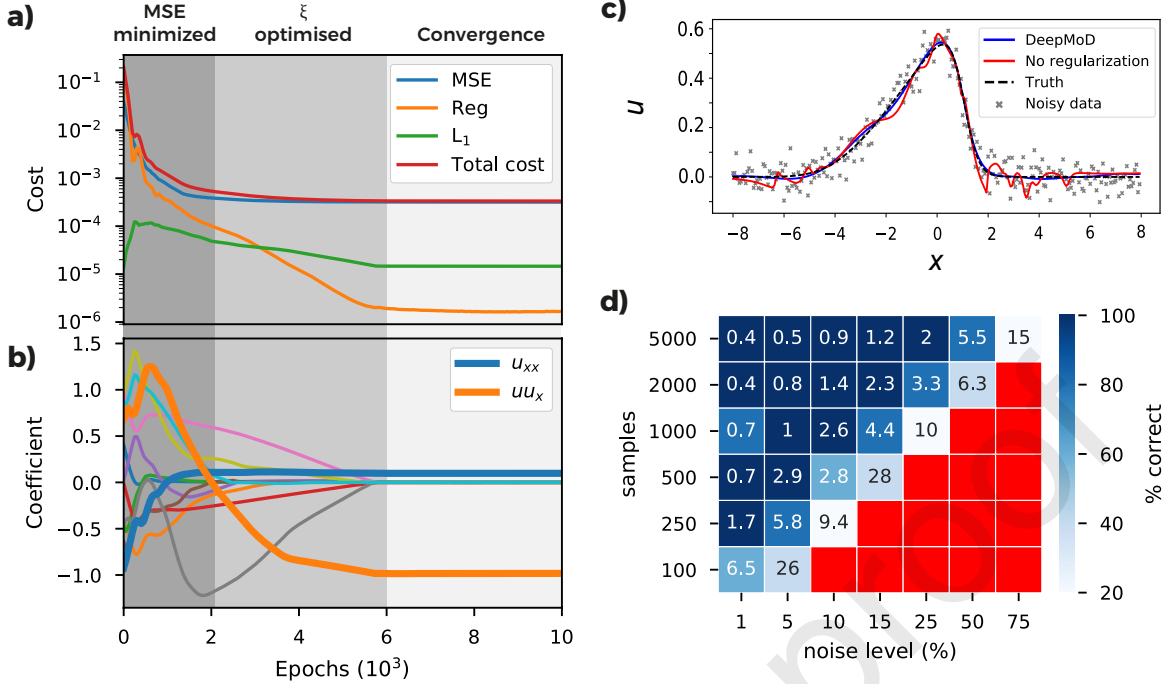 a)
MSE
minimized
ξ
optimised
Convergence
10⁻¹
10⁻²
10⁻³
10⁻⁴
10⁻⁵
10⁻⁶
Cost
MSE
Reg
L₁
Total cost
b)
1.5
1.0
0.5
0.0
−0.5
−1.0
Coefficient
u_xx
uu_x
0 2 4 6 8 10
Epochs (10³)
c)
0.6
0.4
0.2
0.0
u
DeepMoD
No regularization
Truth
Noisy data
−8 −6 −4 −2 0 2 4 6 8
x
d)
samples
5000 0.4 0.5 0.9 1.2 2 5.5 15
2000 0.4 0.8 1.4 2.3 3.3 6.3
1000 0.7 1 2.6 4.4 10
500 0.7 2.9 2.8 28
250 1.7 5.8 9.4
100 6.5 26
1 5 10 15 25 50 75
noise level (%)
100
80
60
40
20
% correct
proof